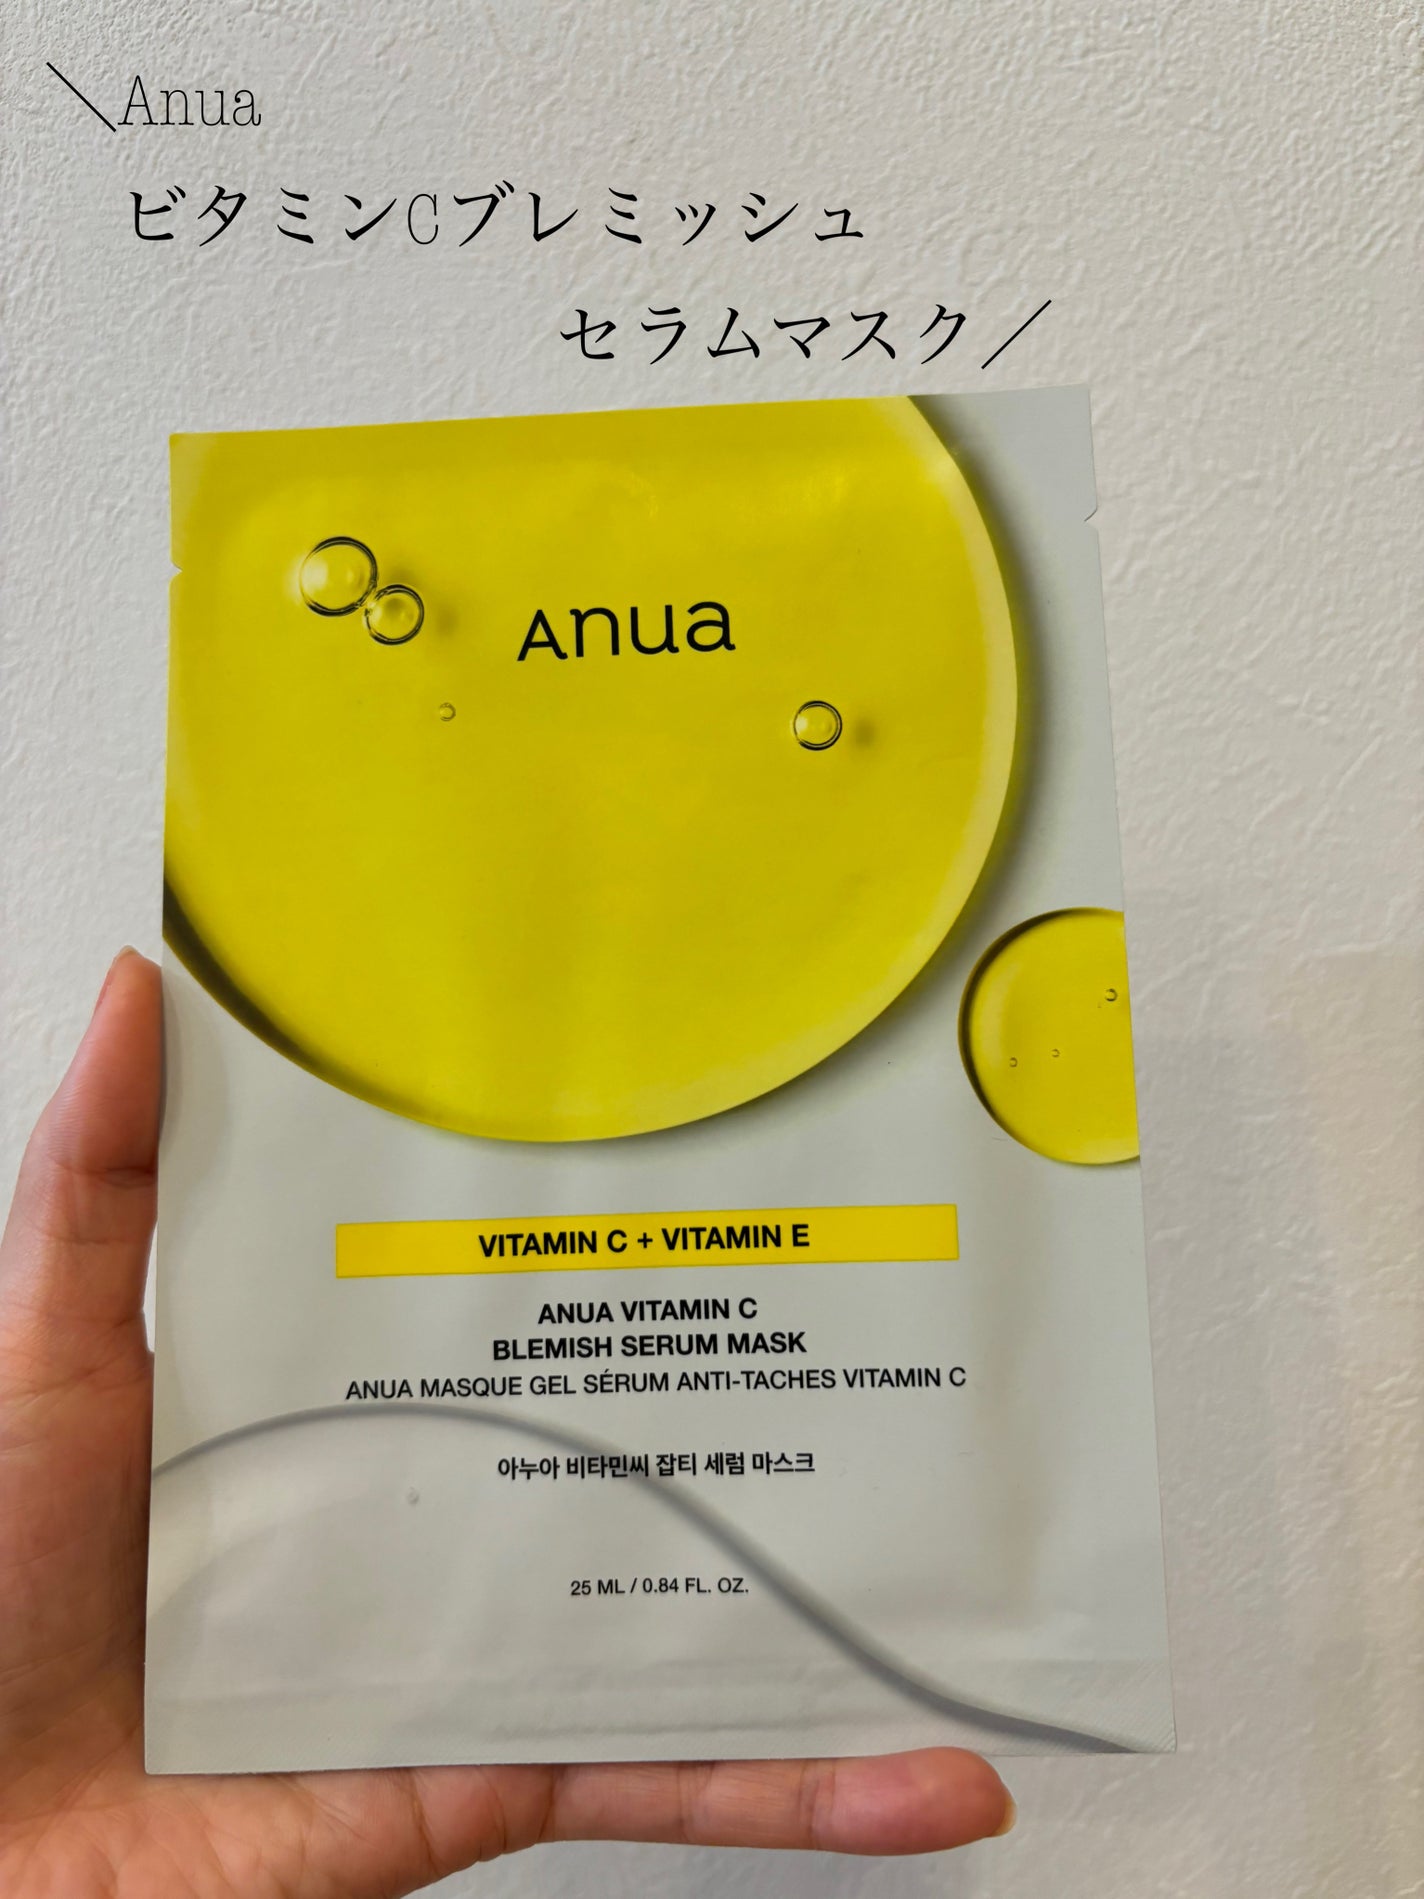 ＼Anua
ビタミンCブレミッシュ
セラムマスク／
Anua
VITAMIN C + VITAMIN E
ANUA VITAMIN C
BLEMISH SERUM MASK
ANUA MASQUE GEL SÉRUM ANTI-TACHES VITAMIN C
아누아 비타민씨 잡티 세럼 마스크
25 ML / 0.84 FL. OZ.